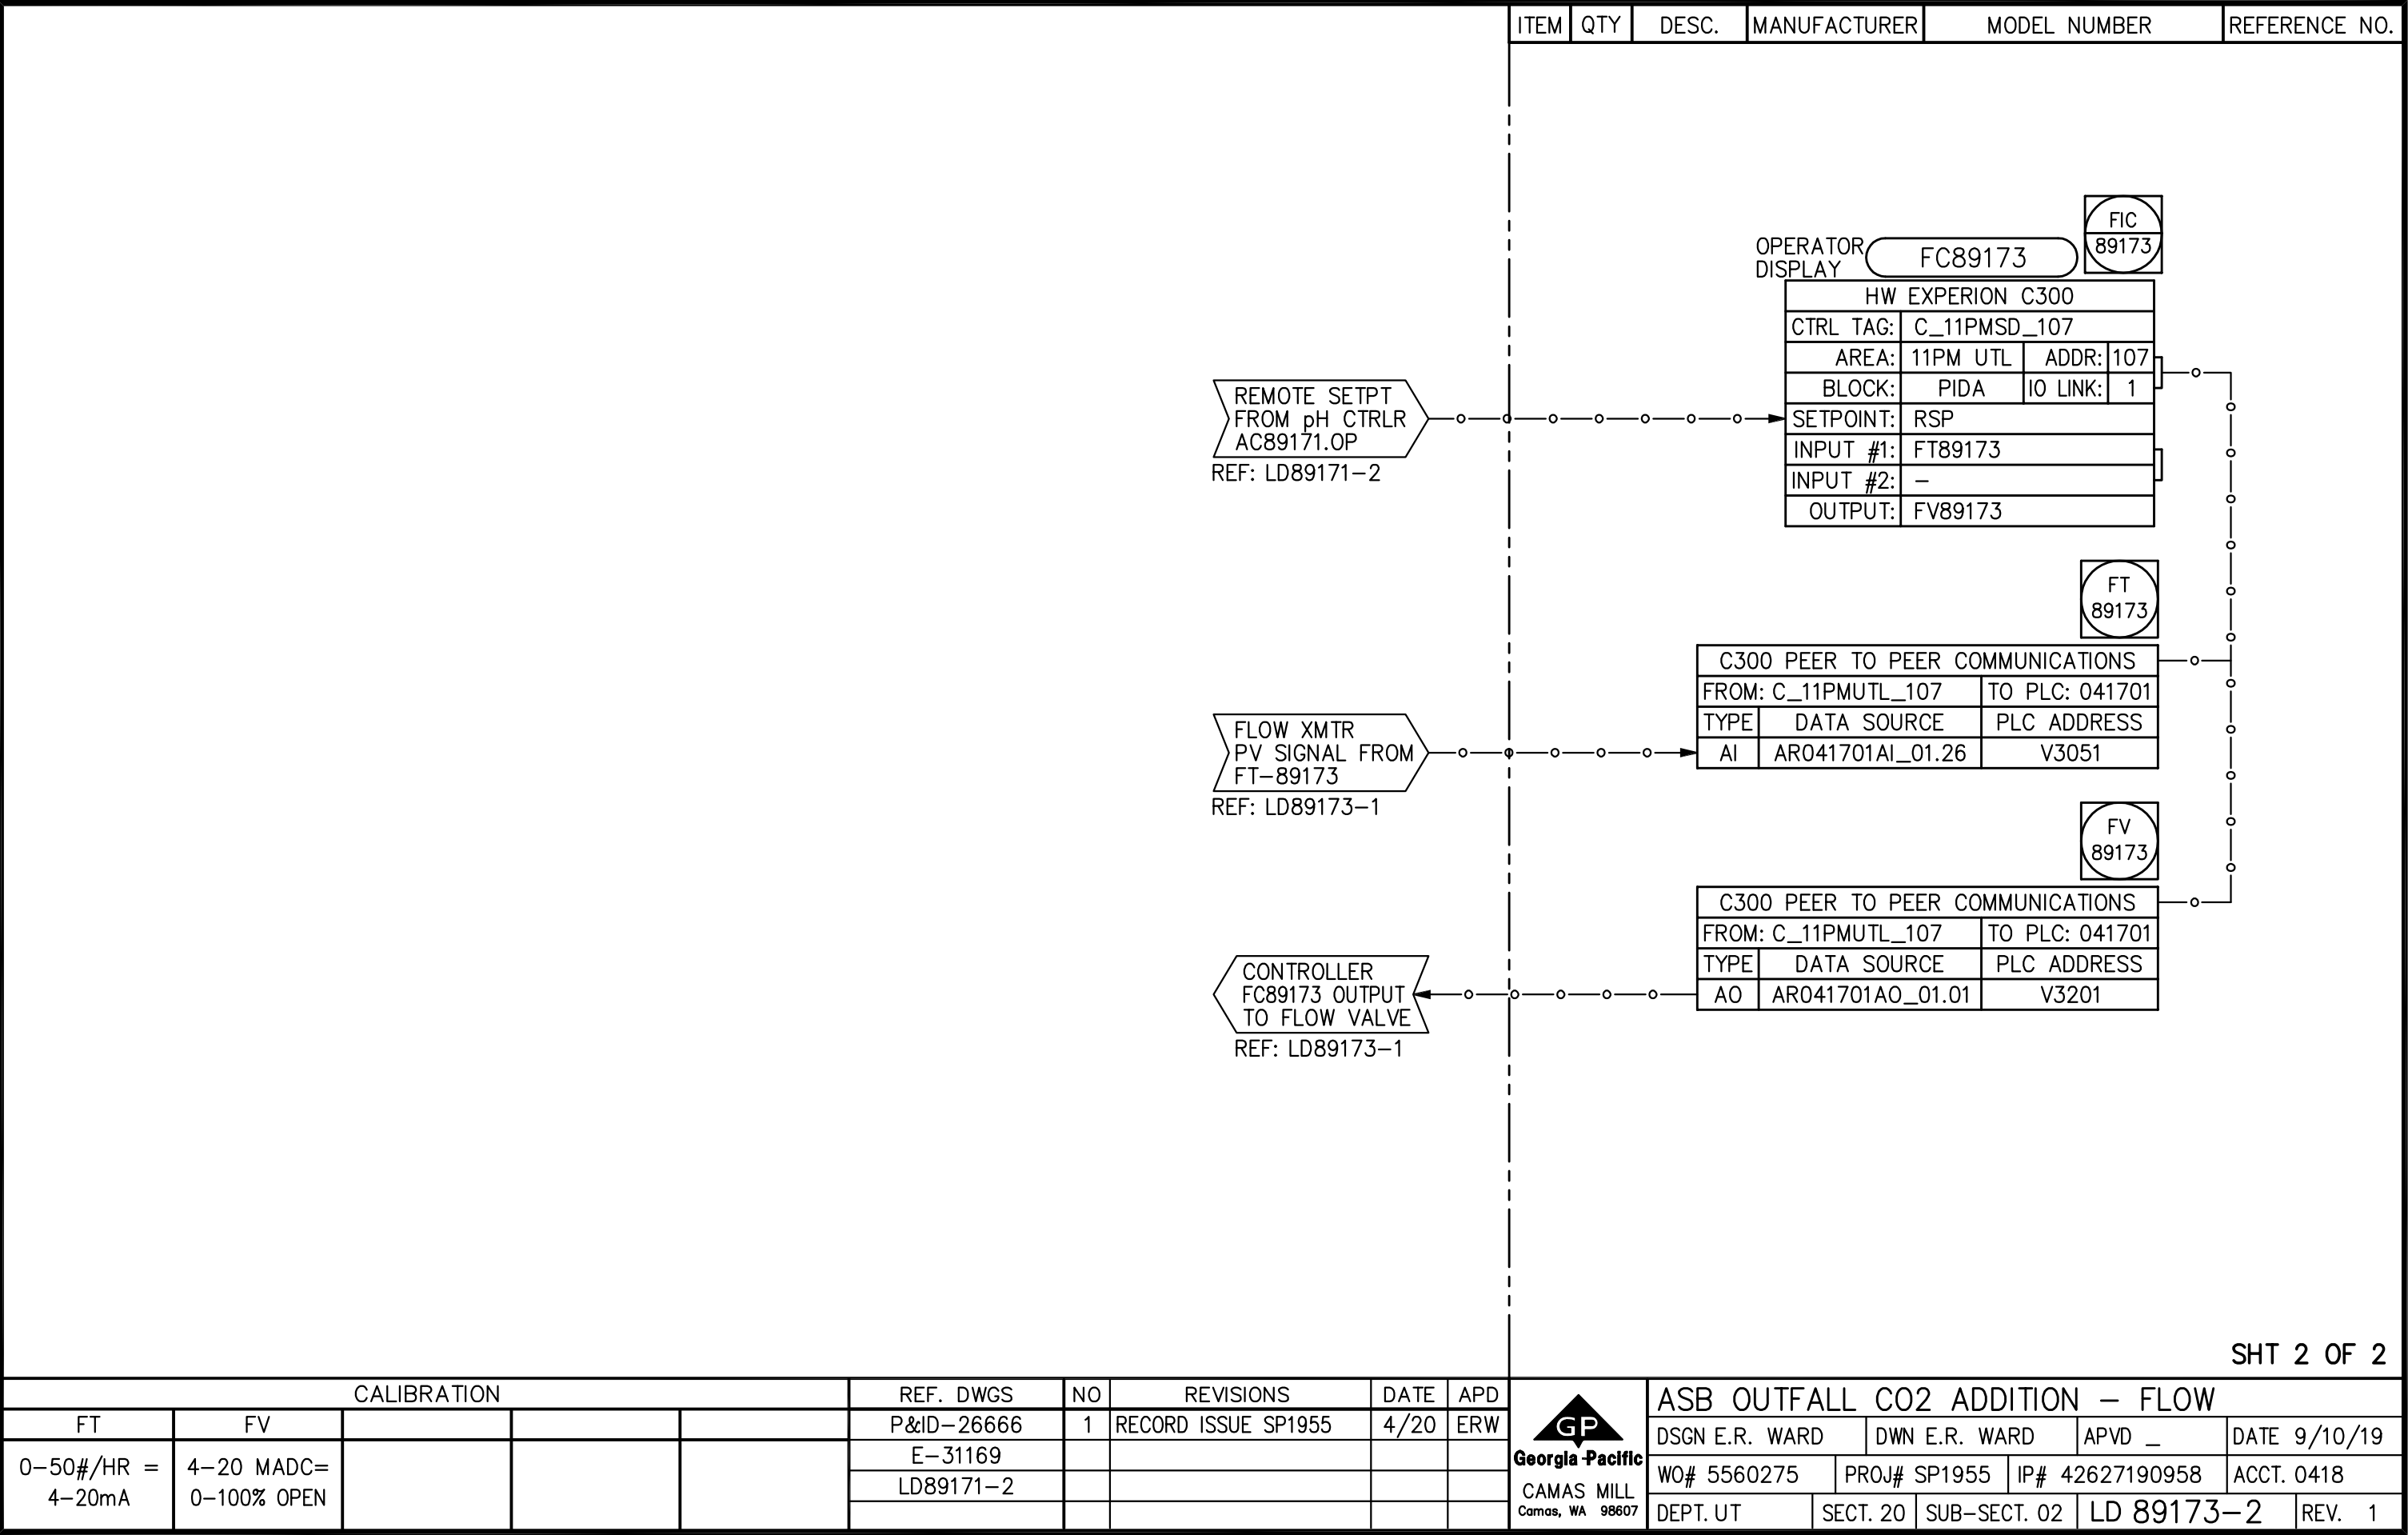 ITEM QTY DESC. MANUFACTURER MODEL NUMBER REFERENCE NO.
FIC
89173
OPERATOR
DISPLAY
FC89173
HW EXPERION C300
CTRL TAG: C_11PMSD_107
AREA: 11PM UTL ADDR: 107
BLOCK: PIDA IO LINK: 1
SETPOINT: RSP
INPUT #1: FT89173
INPUT #2: –
OUTPUT: FV89173
REMOTE SETPT
FROM pH CTRLR
AC89171.OP
REF: LD89171–2
FT
89173
C300 PEER TO PEER COMMUNICATIONS
FROM: C_11PMUTL_107 TO PLC: 041701
TYPE DATA SOURCE PLC ADDRESS
AI AR041701AI_01.26 V3051
FLOW XMTR
PV SIGNAL FROM
FT–89173
REF: LD89173–1
FV
89173
C300 PEER TO PEER COMMUNICATIONS
FROM: C_11PMUTL_107 TO PLC: 041701
TYPE DATA SOURCE PLC ADDRESS
AO AR041701AO_01.01 V3201
CONTROLLER
FC89173 OUTPUT
TO FLOW VALVE
REF: LD89173–1
SHT 2 OF 2
CALIBRATION
FT FV
0–50#/HR =
4–20mA
4–20 MADC=
0–100% OPEN
REF. DWGS
P&ID–26666
E–31169
LD89171–2
NO REVISIONS DATE APD
1 RECORD ISSUE SP1955 4/20 ERW
GP
Georgia-Pacific
CAMAS MILL
Camas, WA 98607
ASB OUTFALL CO2 ADDITION – FLOW
DSGN E.R. WARD DWN E.R. WARD APVD _ DATE 9/10/19
WO# 5560275 PROJ# SP1955 IP# 42627190958 ACCT. 0418
DEPT. UT SECT. 20 SUB–SECT. 02 LD 89173–2 REV. 1